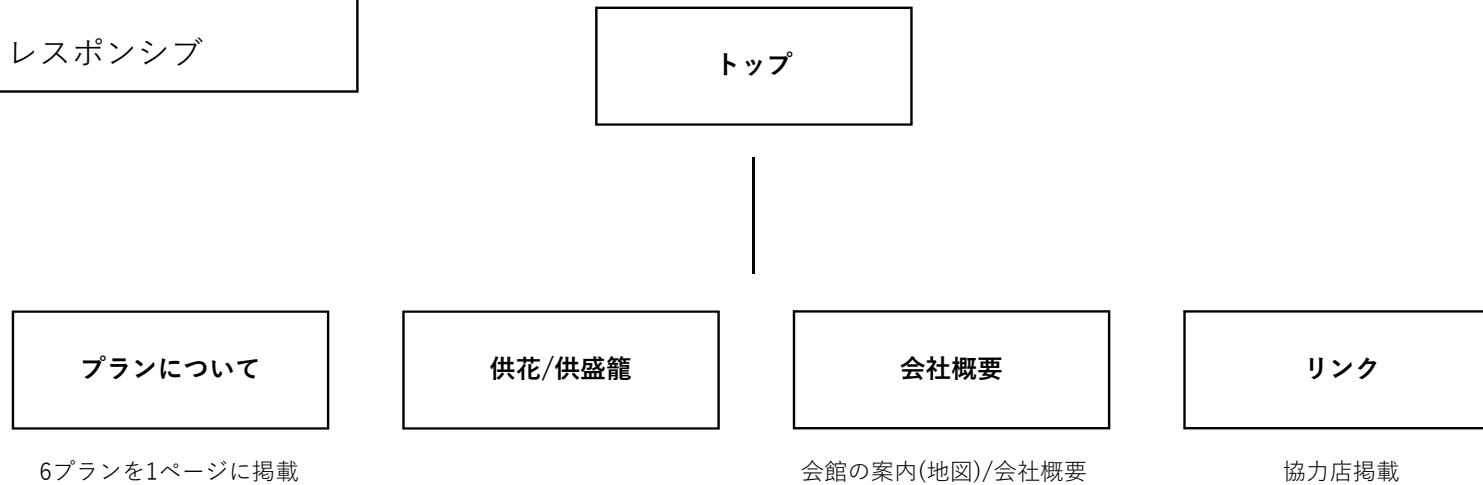 レスポンシブ
トップ
プランについて
供花/供盛籠
会社概要
リンク
6プランを1ページに掲載
会館の案内(地図)/会社概要
協力店掲載